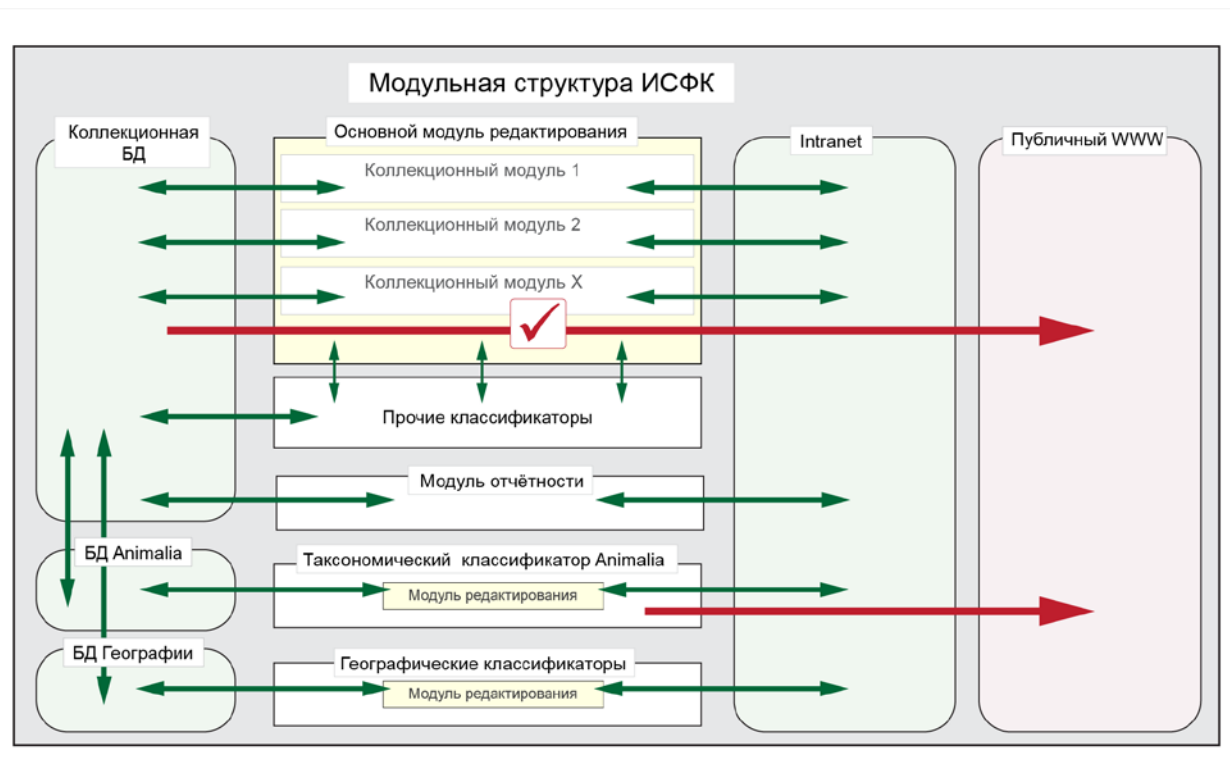 Модульная структура ИСФК
Коллекционная
БД
Основной модуль редактирования
Intranet
Публичный WWW
Коллекционный модуль 1
Коллекционный модуль 2
Коллекционный модуль X
Прочие классификаторы
Модуль отчётности
БД Animalia
Таксономический классификатор Animalia
Модуль редактирования
БД Географии
Географические классификаторы
Модуль редактирования